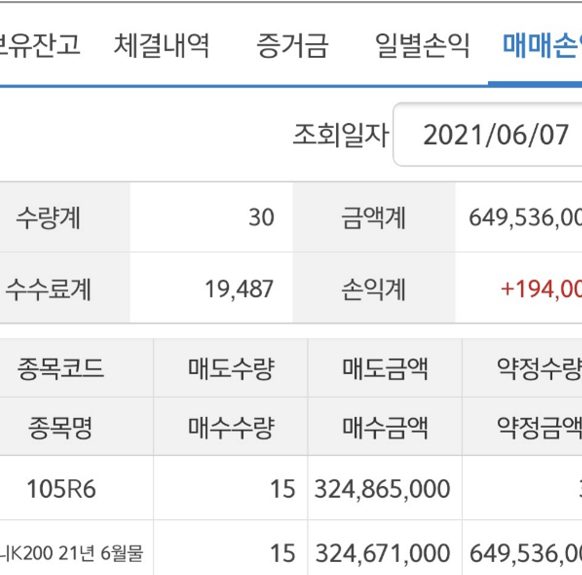 보유잔고 체결내역 증거금 일별손익 매매손익
조회일자 2021/06/07
수량계 30 금액계 649,536,00
수수료계 19,487 손익계 +194,00
종목코드 매도수량 매도금액 약정수량
종목명 매수수량 매수금액 약정금액
105R6 15 324,865,000
니K200 21년 6월물 15 324,671,000 649,536,00